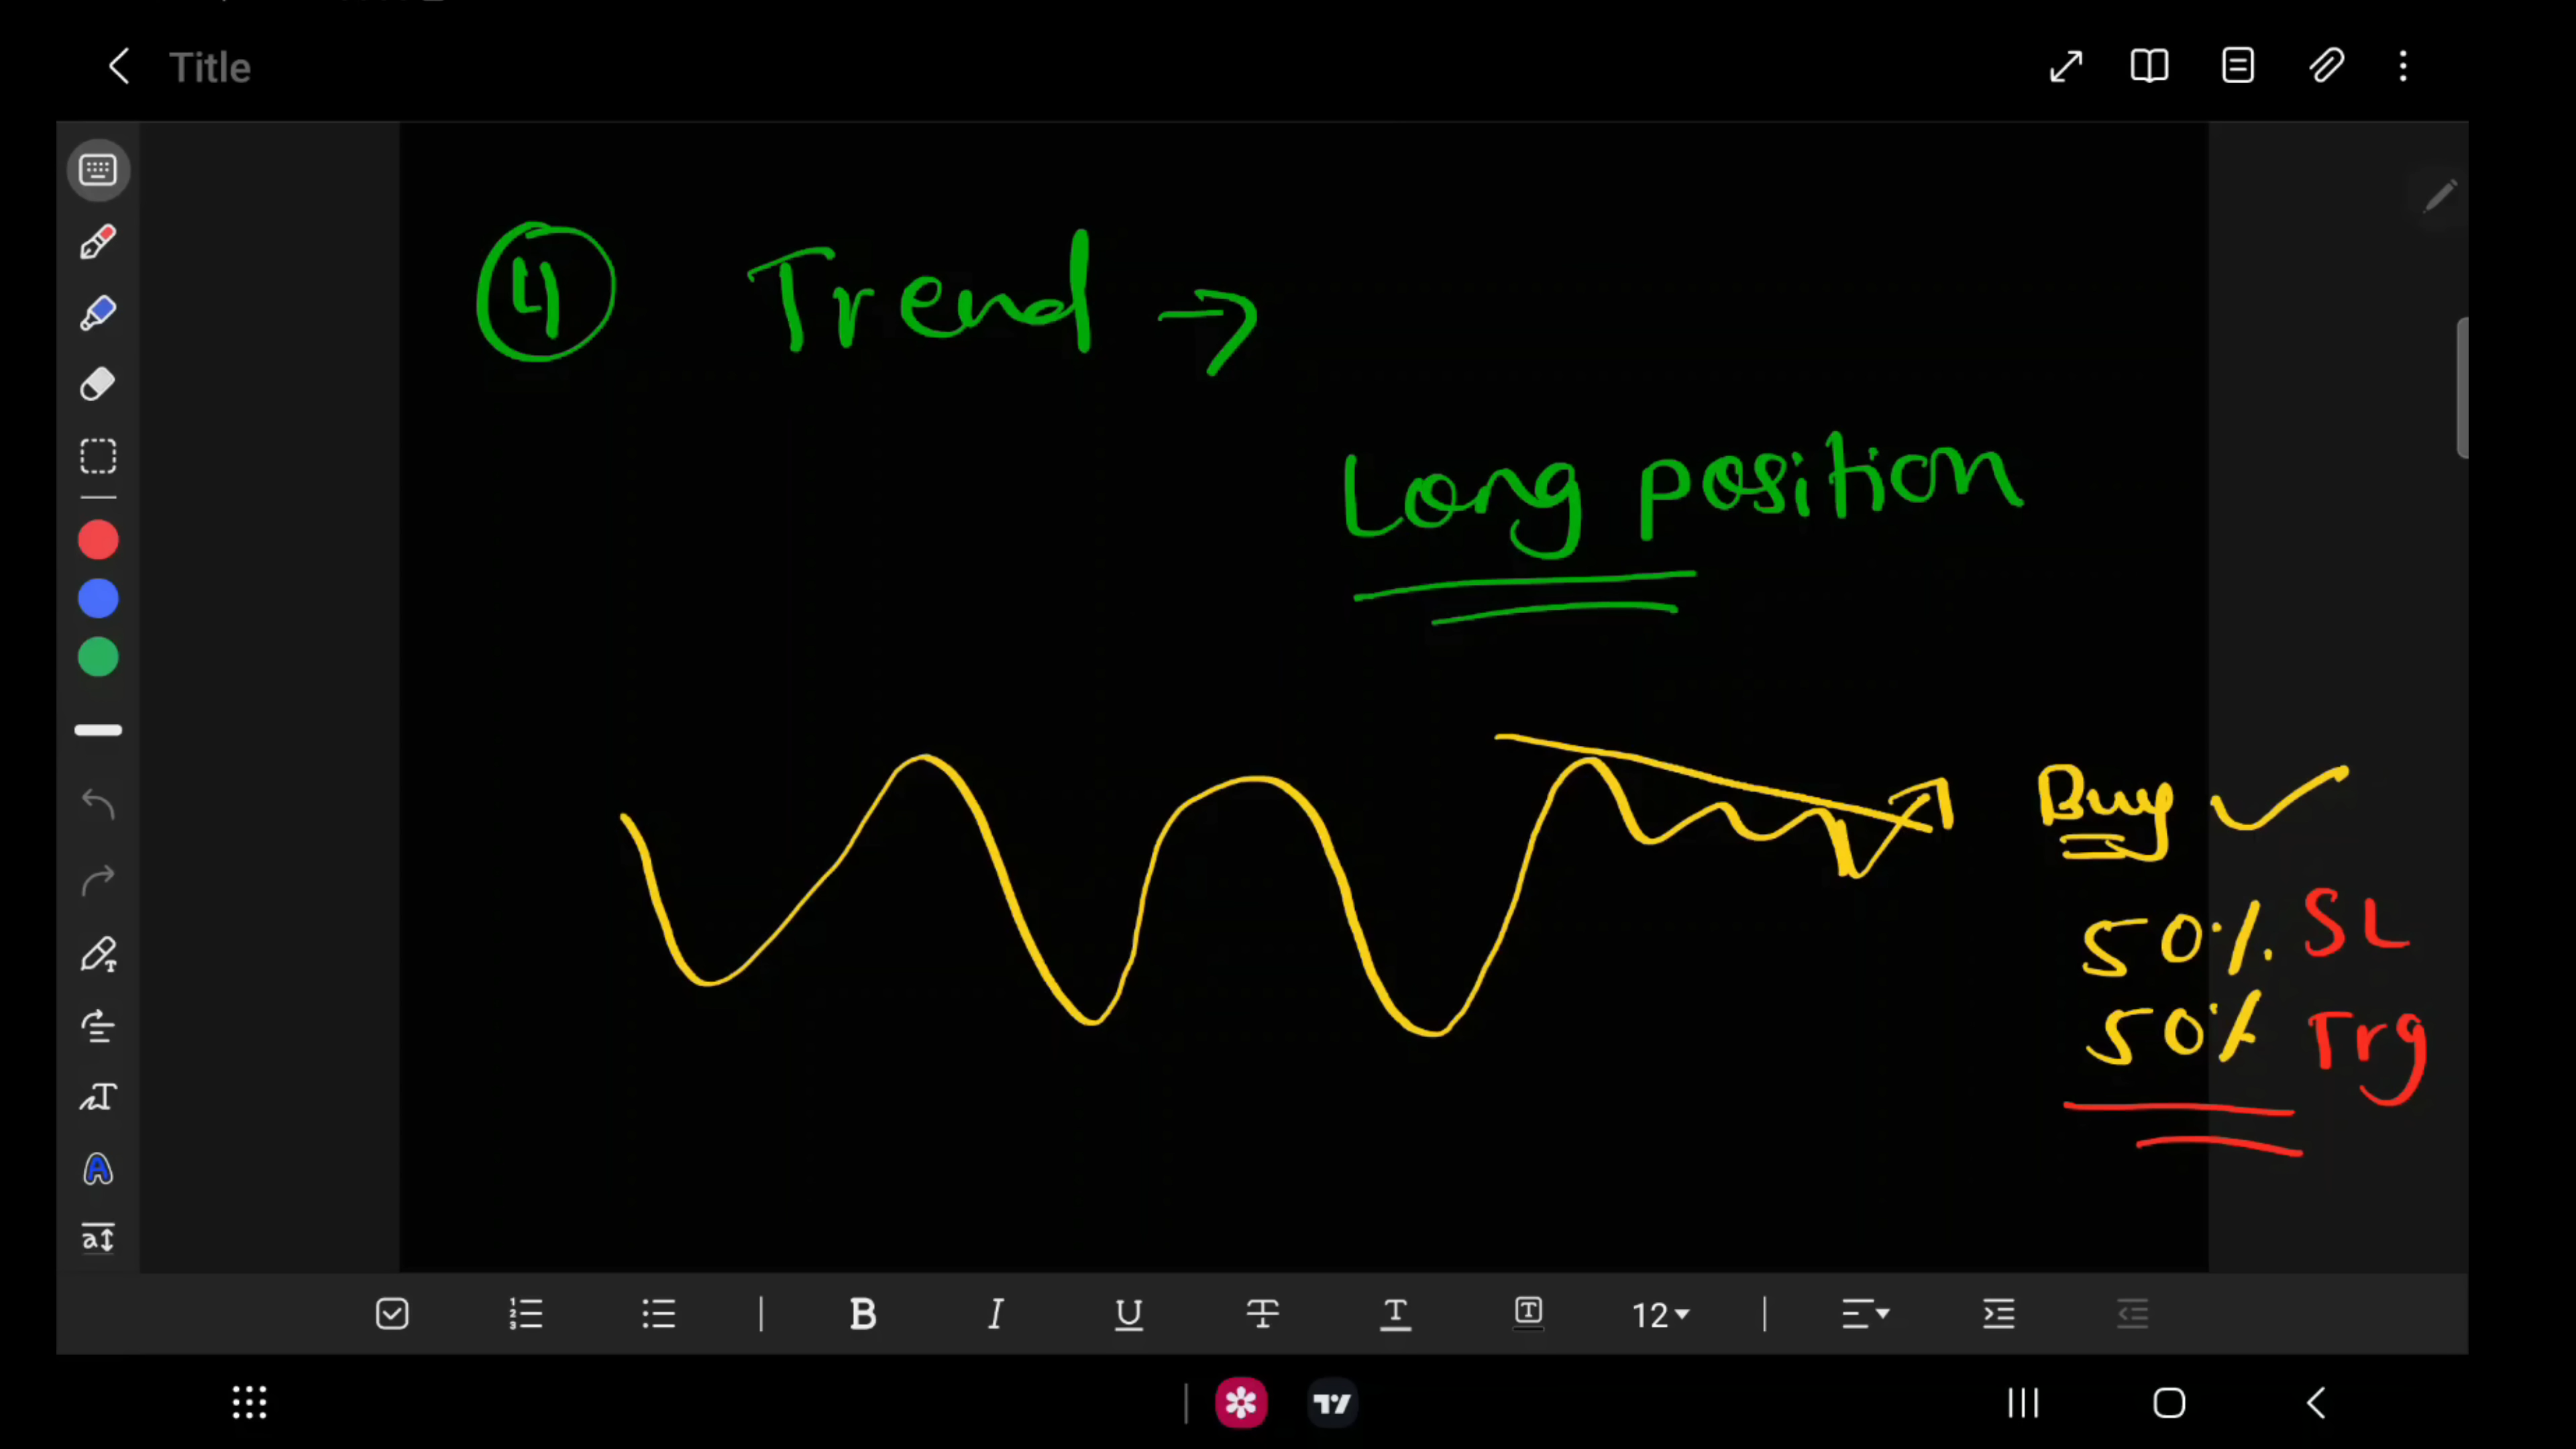 Title
4 Trend →
Long position
Buy ✓
50% SL
50% Trg
B I U T T T 12